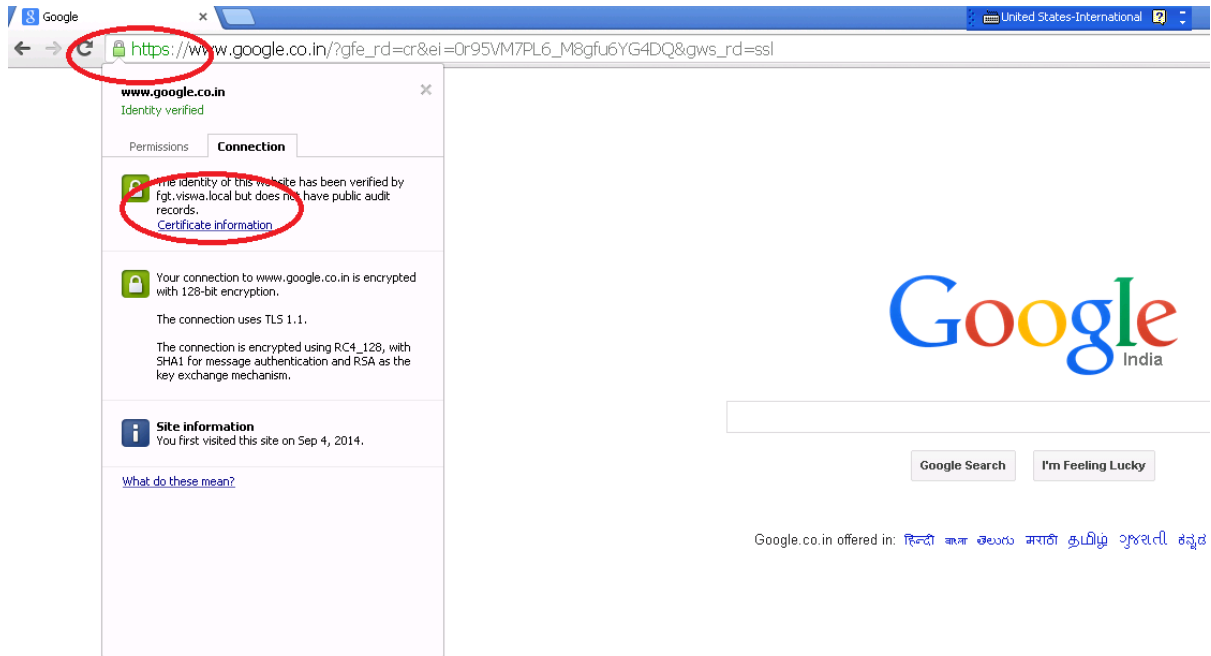 Google
United States-International
https://www.google.co.in/?gfe_rd=cr&ei=0r95VM7PL6_M8gfu6YG4DQ&gws_rd=ssl
www.google.co.in
Identity verified
Permissions Connection
The identity of this website has been verified by
fgt.viswa.local but does not have public audit
records.
Certificate information
Your connection to www.google.co.in is encrypted
with 128-bit encryption.
The connection uses TLS 1.1.
The connection is encrypted using RC4_128, with
SHA1 for message authentication and RSA as the
key exchange mechanism.
Site information
You first visited this site on Sep 4, 2014.
What do these mean?
Google
India
Google Search I'm Feeling Lucky
Google.co.in offered in: हिन्दी বাংলা తెలుగు मराठी தமிழ் ગુજરાતી ಕನ್ನಡ